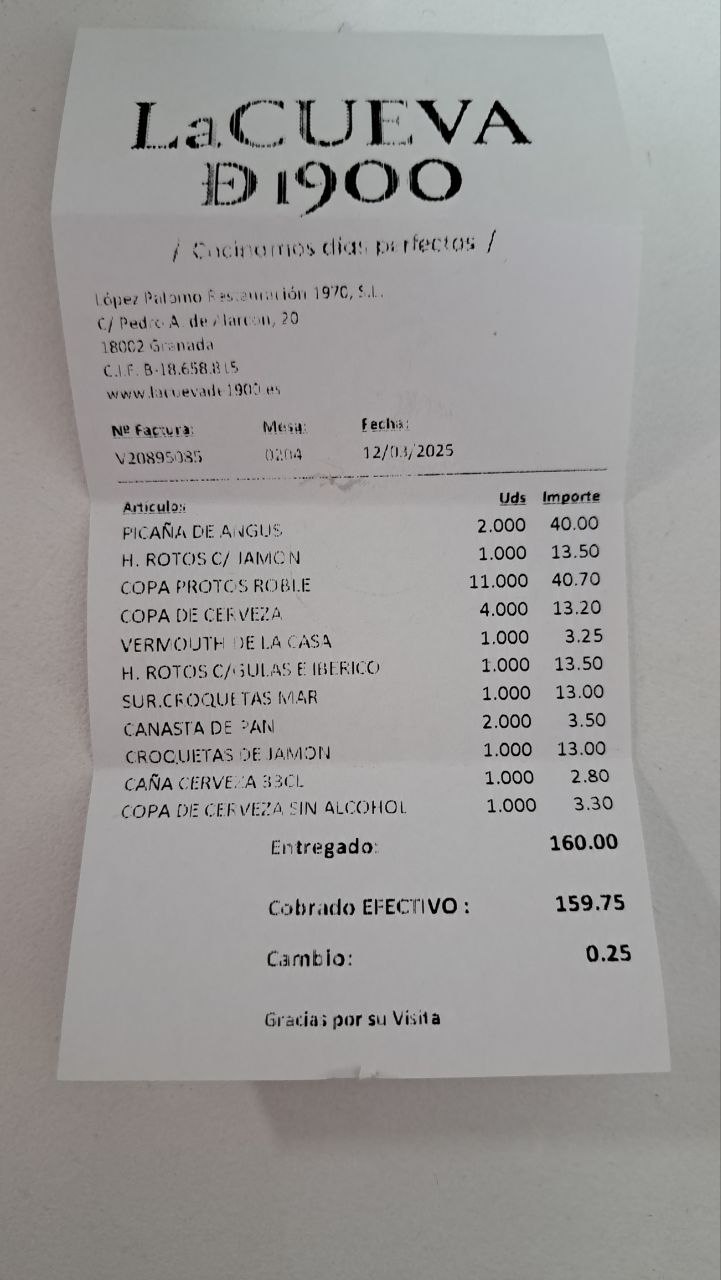 LaCUEVA
DE1900
/ Cocinamos días perfectos /
López Palomo Restauración 1970, S.L.
C/ Pedro A. de Alarcón, 20
18002 Granada
C.I.F. B-18.658.815
www.lacuevade1900.es
Nº Factura: Mesa: Fecha:
V20895085 0204 12/03/2025
Artículos Uds Importe
PICAÑA DE ANGUS 2.000 40.00
H. ROTOS C/ JAMON 1.000 13.50
COPA PROTOS ROBLE 11.000 40.70
COPA DE CERVEZA 4.000 13.20
VERMOUTH DE LA CASA 1.000 3.25
H. ROTOS C/GULAS E IBERICO 1.000 13.50
SUR.CROQUETAS MAR 1.000 13.00
CANASTA DE PAN 2.000 3.50
CROQUETAS DE JAMON 1.000 13.00
CAÑA CERVEZA 33CL 1.000 2.80
COPA DE CERVEZA SIN ALCOHOL 1.000 3.30
Entregado: 160.00
Cobrado EFECTIVO : 159.75
Cambio: 0.25
Gracias por su Visita